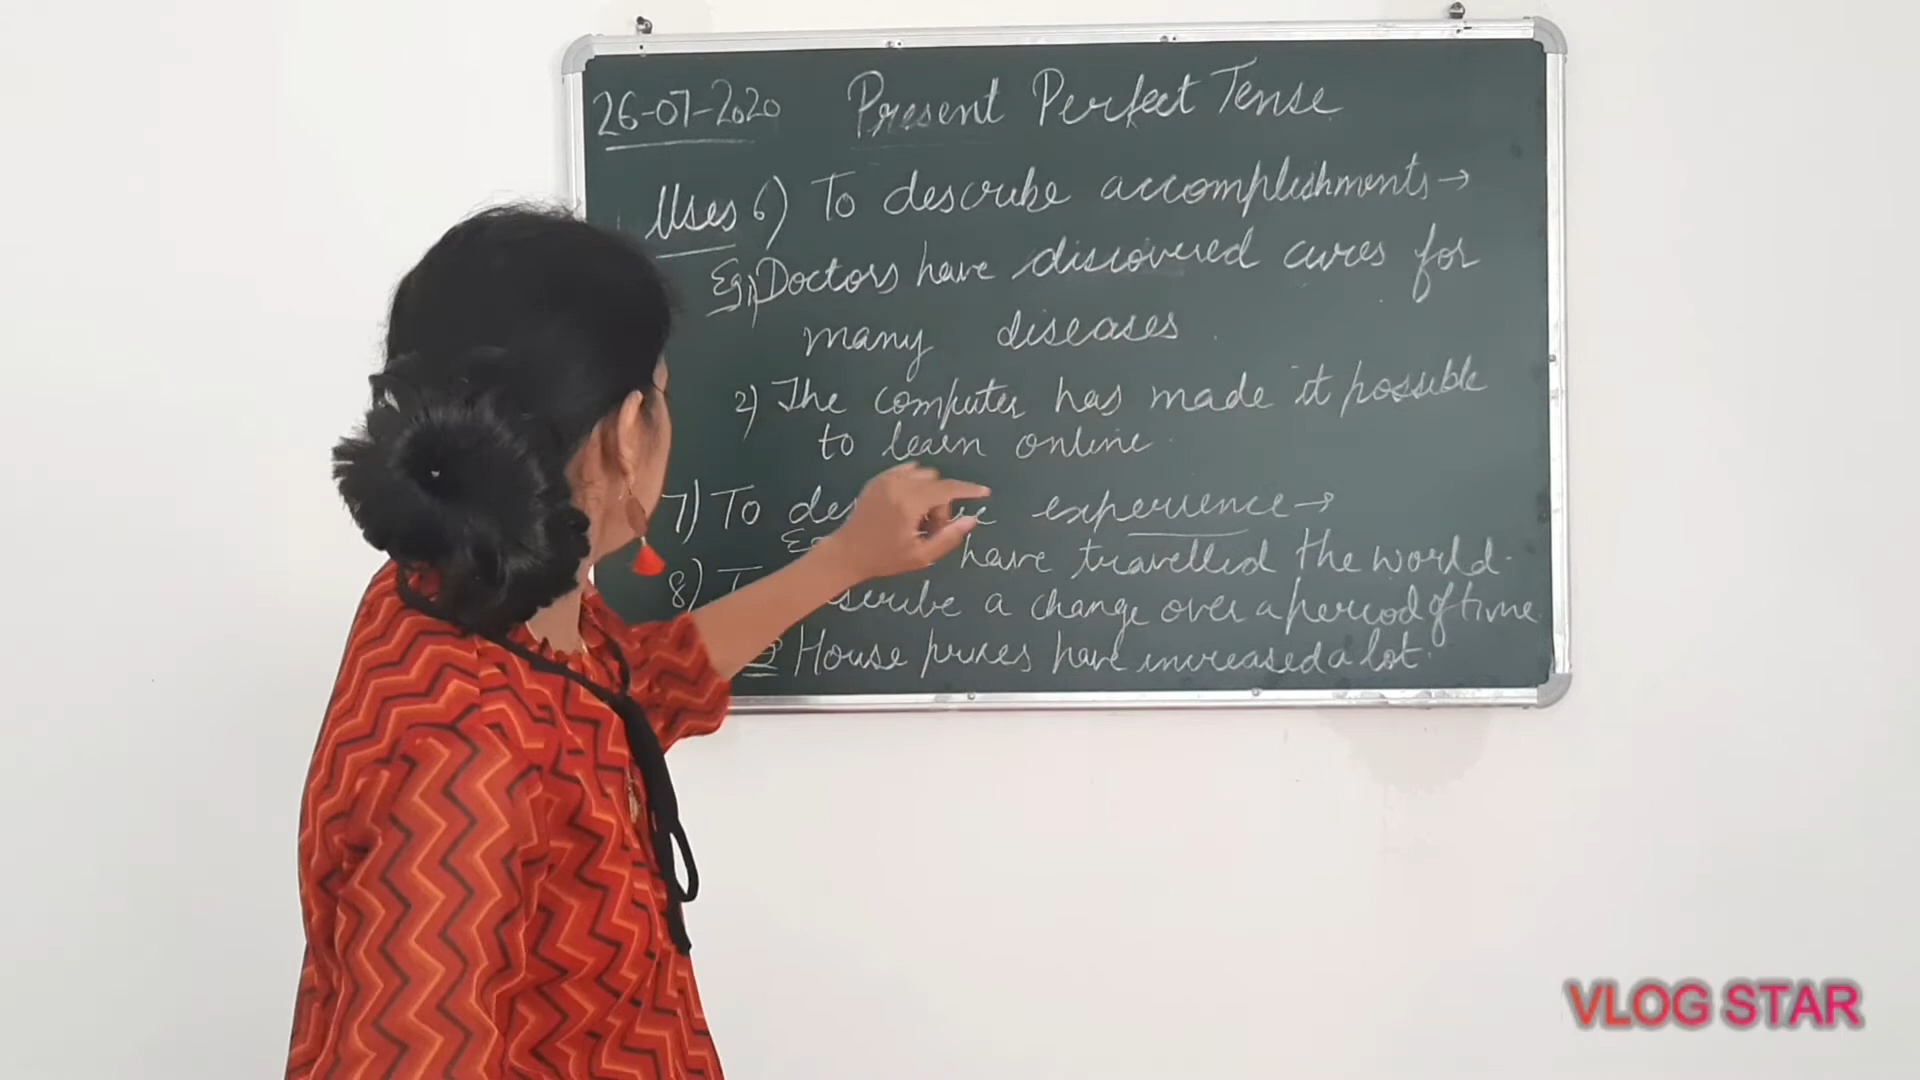 26-07-2020 Present Perfect Tense
Uses 6) To describe accomplishments→
Eg 1) Doctors have discovered cures for
many diseases.
2) The computer has made it possible
to learn online.
7) To experience→
have travelled the world.
8) a change over a period of time
House prices have increased a lot.
VLOG STAR